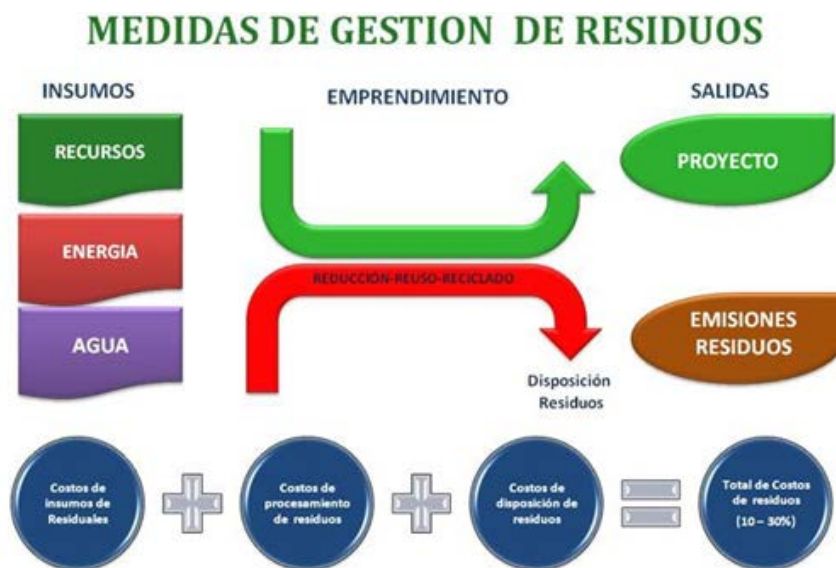 MEDIDAS DE GESTION DE RESIDUOS
INSUMOS
EMPRENDIMIENTO
SALIDAS
RECURSOS
PROYECTO
ENERGIA
REDUCCIÓN-REUSO-RECICLADO
AGUA
EMISIONES
RESIDUOS
Disposición
Residuos
Costos de
insumos de
Residuales
Costos de
procesamiento
de residuos
Costos de
disposición de
residuos
Total de Costos
de residuos
(10 – 30%)